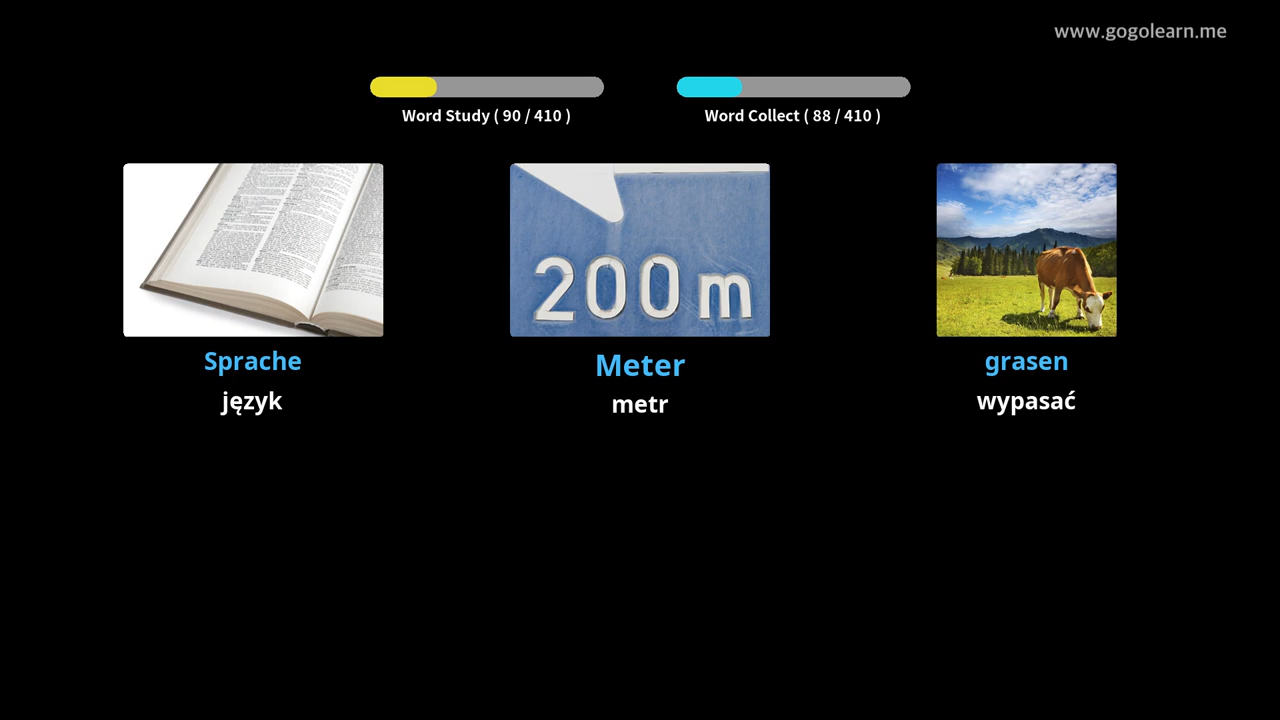 www.gogolearn.me
Word Study ( 90 / 410 )
Word Collect ( 88 / 410 )
200 m
Sprache
język
Meter
metr
grasen
wypasać